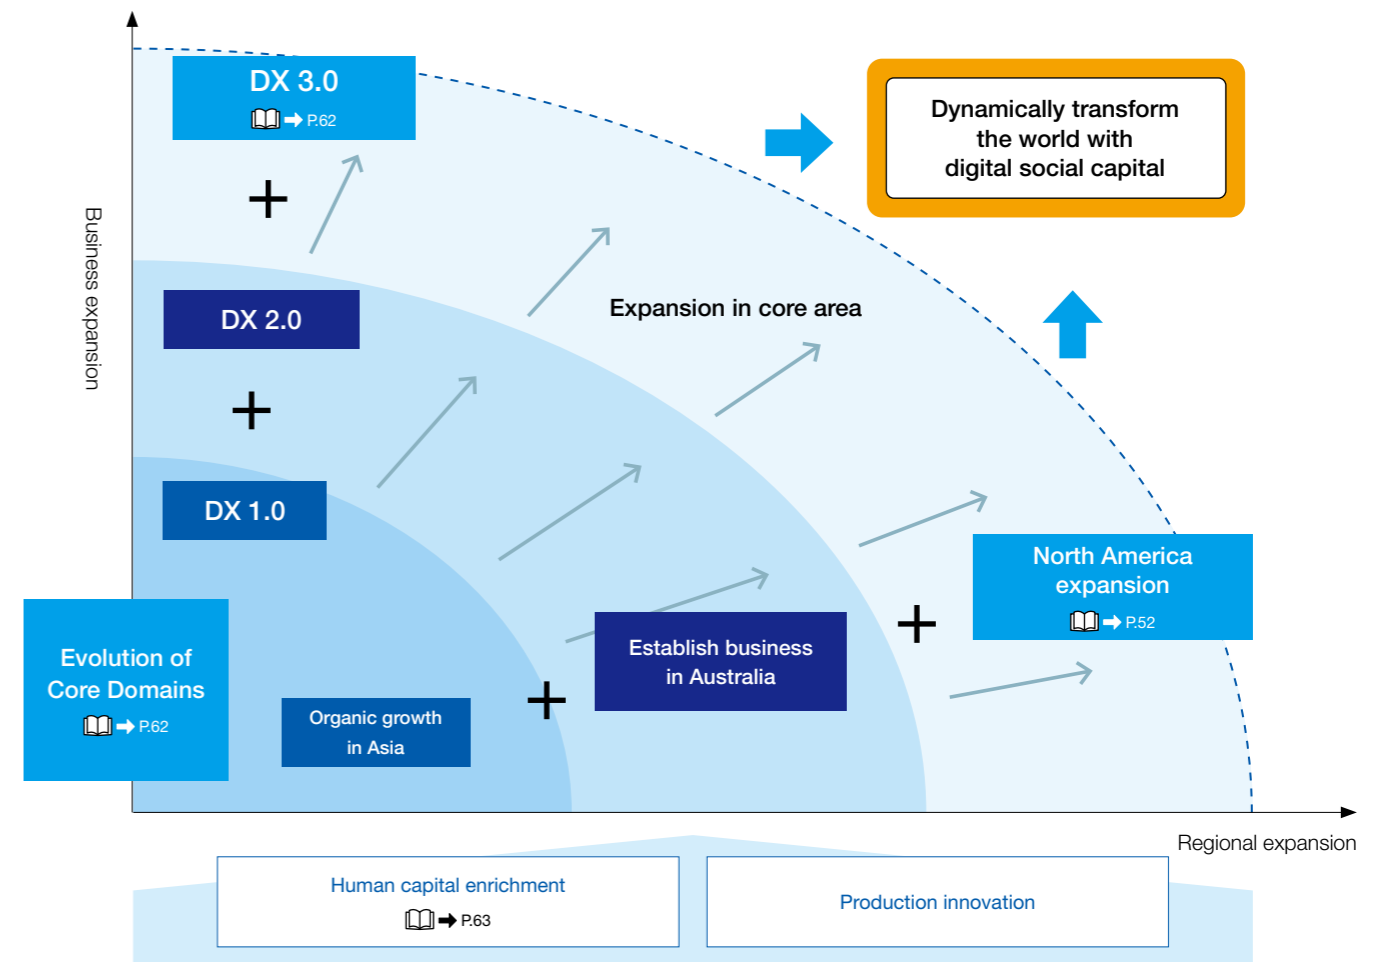 DX 3.0
P.62
Dynamically transform
the world with
digital social capital
Business expansion
DX 2.0
Expansion in core area
DX 1.0
North America
expansion
P.52
Evolution of
Core Domains
P.62
Establish business
in Australia
Organic growth
in Asia
Regional expansion
Human capital enrichment
P.63
Production innovation